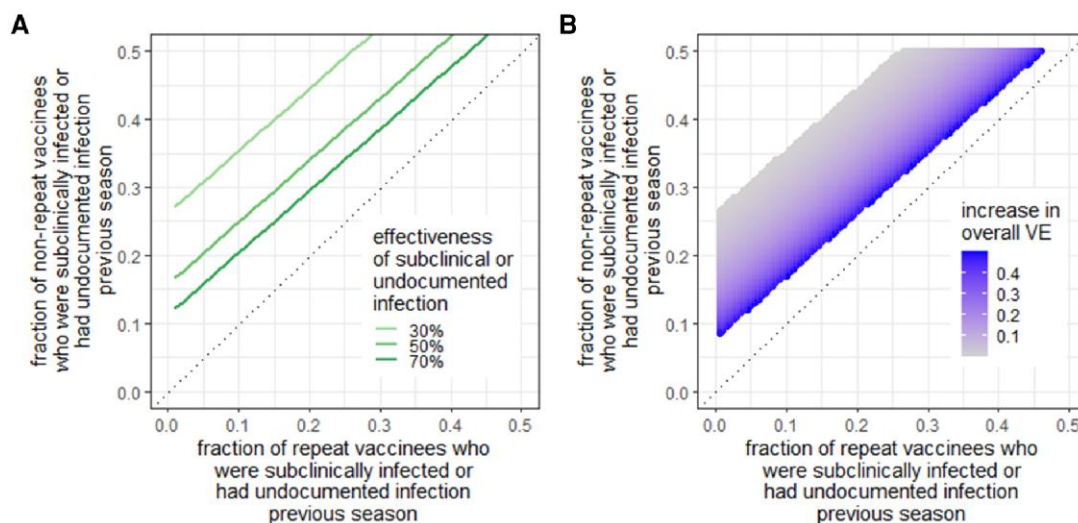 A
fraction of non-repeat vaccinees
who were subclinically infected or
had undocumented infection
previous season
0.5
0.4
0.3
0.2
0.1
0.0
effectiveness
of subclinical or
undocumented
infection
30%
50%
70%
0.0 0.1 0.2 0.3 0.4 0.5
fraction of repeat vaccinees who
were subclinically infected or
had undocumented infection
previous season
B
fraction of non-repeat vaccinees
who were subclinically infected or
had undocumented infection
previous season
0.5
0.4
0.3
0.2
0.1
0.0
increase in
overall VE
0.4
0.3
0.2
0.1
0.0 0.1 0.2 0.3 0.4 0.5
fraction of repeat vaccinees who
were subclinically infected or
had undocumented infection
previous season